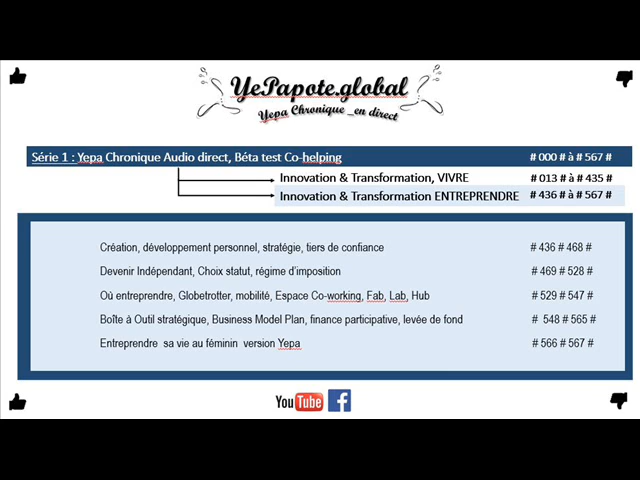 YePapote.global
Yepa Chronique _en direct
Série 1 : Yepa Chronique Audio direct, Béta test Co-helping # 000 # à # 567 #
Innovation & Transformation, VIVRE # 013 # à # 435 #
Innovation & Transformation ENTREPRENDRE # 436 # à # 567 #
Création, développement personnel, stratégie, tiers de confiance # 436 # 468 #
Devenir Indépendant, Choix statut, régime d'imposition # 469 # 528 #
Où entreprendre, Globetrotter, mobilité, Espace Co-working, Fab, Lab, Hub # 529 # 547 #
Boîte à Outil stratégique, Business Model Plan, finance participative, levée de fond # 548 # 565 #
Entreprendre sa vie au féminin version Yepa # 566 # 567 #
YouTube f